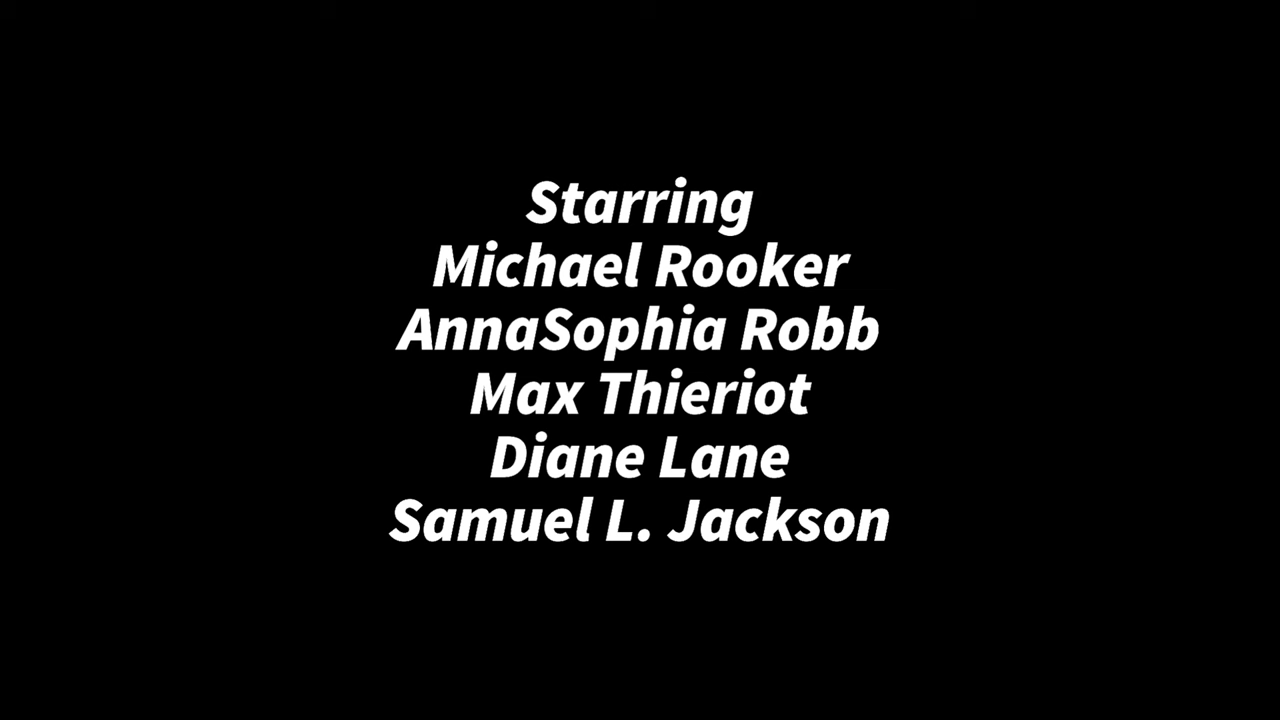 Starring
Michael Rooker
AnnaSophia Robb
Max Thieriot
Diane Lane
Samuel L. Jackson